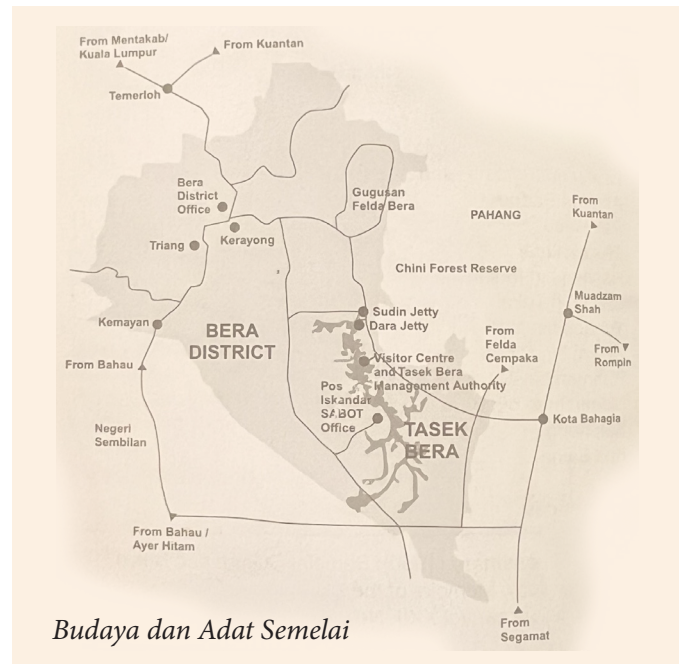 From Mentakab/
Kuala Lumpur
From Kuantan
Temerloh
Bera
District
Office
Gugusan
Felda Bera
From
Kuantan
PAHANG
Triang
Kerayong
Chini Forest Reserve
Muadzam
Shah
Kemayan
BERA
DISTRICT
Sudin Jetty
Dara Jetty
From
Felda
Cempaka
From
Rompin
From Bahau
Visitor Centre
and Tasek Bera
Management Authority
Pos
Iskandar
SABOT
Office
Kota Bahagia
Negeri
Sembilan
TASEK
BERA
From Bahau /
Ayer Hitam
From
Segamat
Budaya dan Adat Semelai